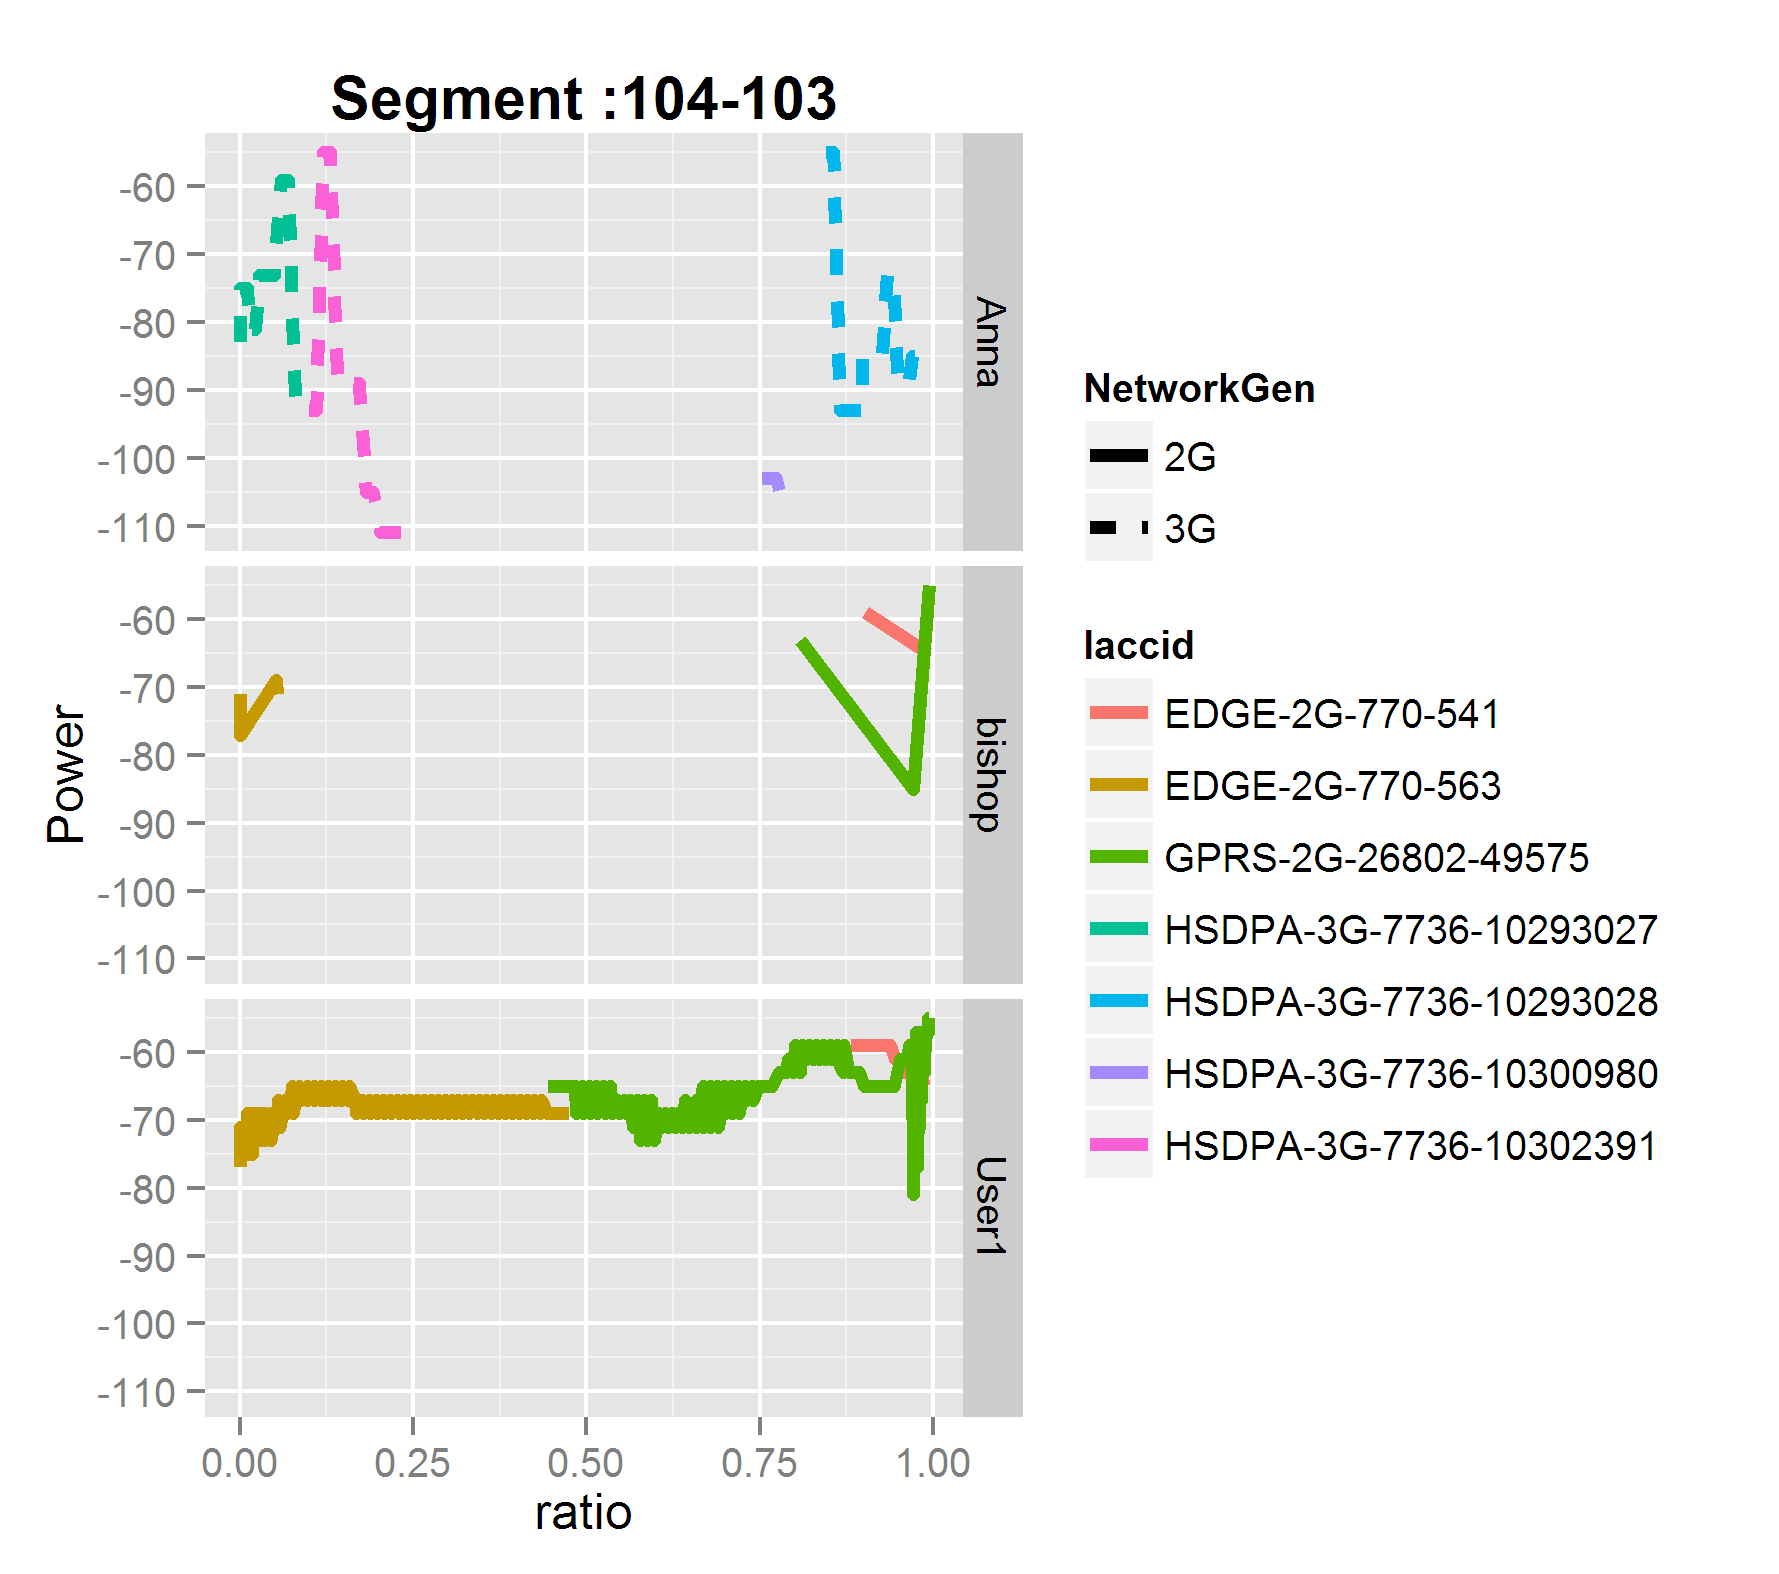 Segment :104-103
Power
-60
-70
-80
-90
-100
-110
Anna
-60
-70
-80
-90
-100
-110
bishop
-60
-70
-80
-90
-100
-110
User1
0.00 0.25 0.50 0.75 1.00
ratio
NetworkGen
2G
3G
laccid
EDGE-2G-770-541
EDGE-2G-770-563
GPRS-2G-26802-49575
HSDPA-3G-7736-10293027
HSDPA-3G-7736-10293028
HSDPA-3G-7736-10300980
HSDPA-3G-7736-10302391